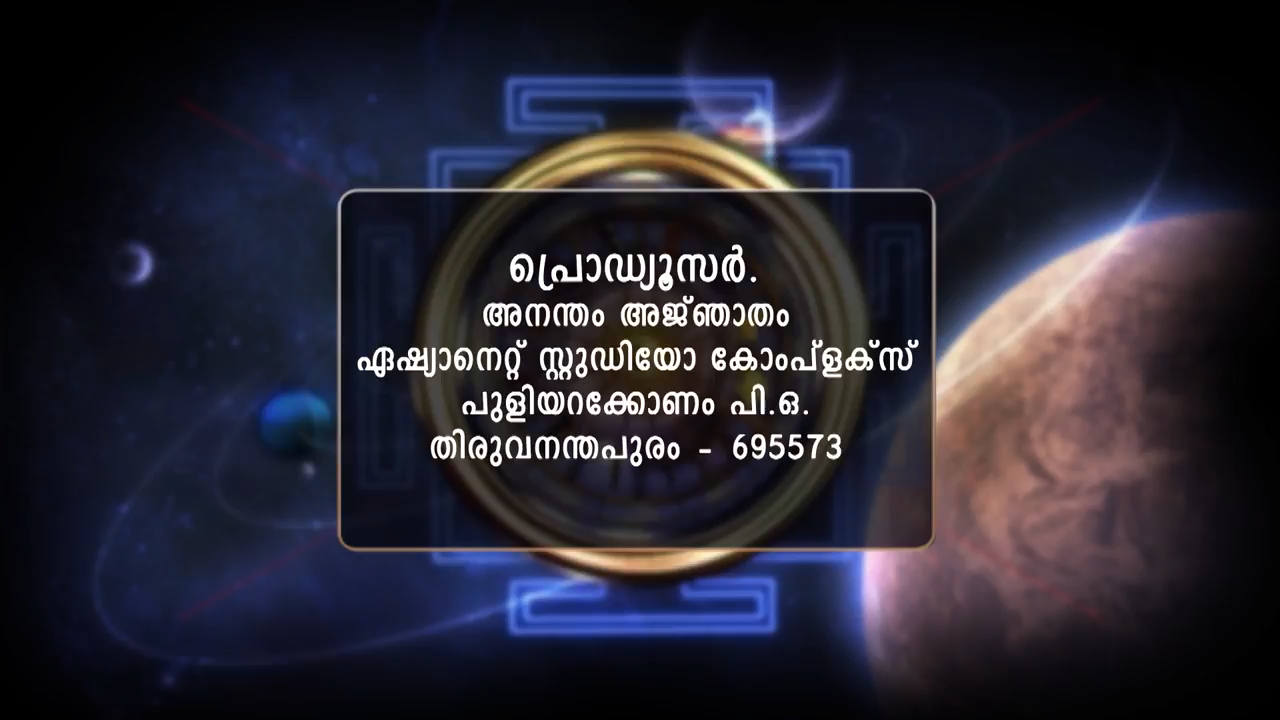 പ്രൊഡ്യൂസർ.
അനന്തം അജ്ഞാതം
ഏഷ്യാനെറ്റ് സ്റ്റുഡിയോ കോംപ്ളക്സ്
പുളിയറക്കോണം പി.ഒ.
തിരുവനന്തപുരം - 695573